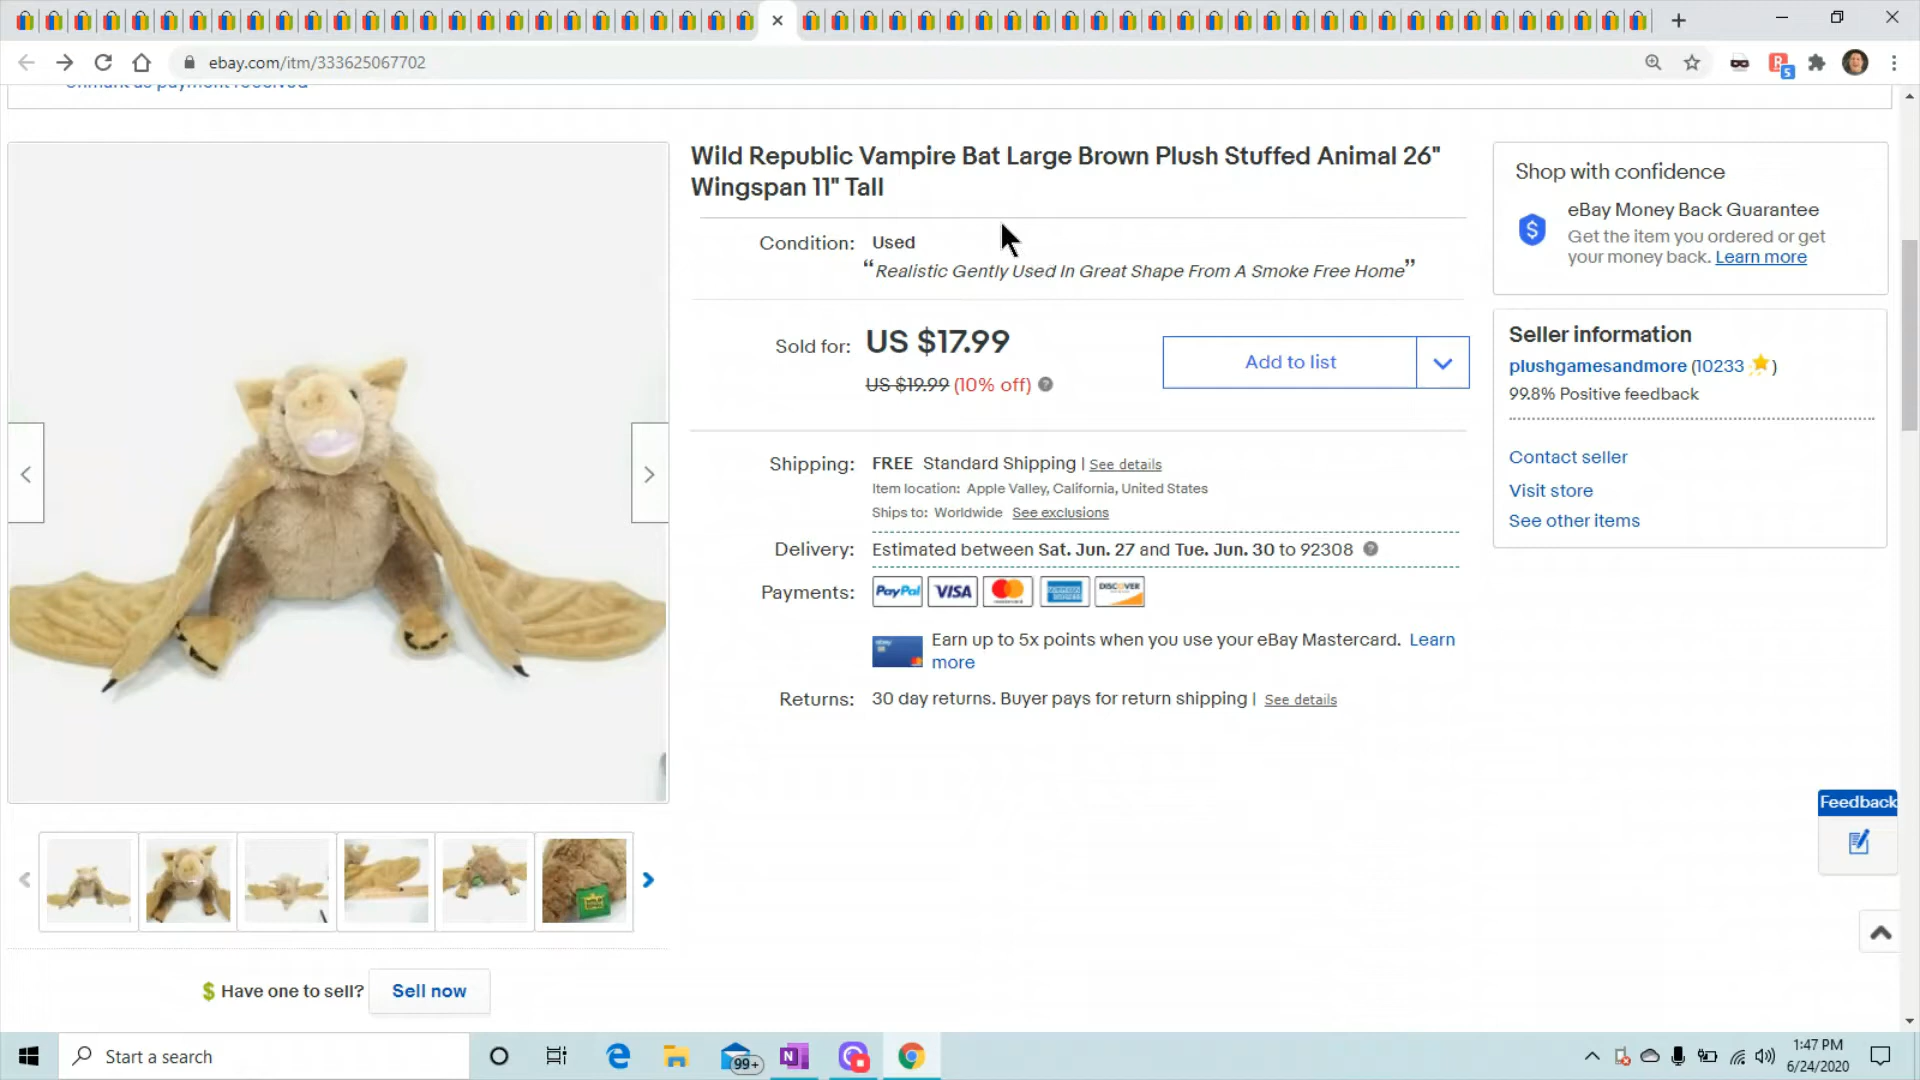 ebay.com/itm/333625067702
5
Unmark as payment received
Wild Republic Vampire Bat Large Brown Plush Stuffed Animal 26"
Wingspan 11" Tall
Condition: Used
“Realistic Gently Used In Great Shape From A Smoke Free Home”
Sold for: US $17.99
US $19.99 (10% off)
Add to list
Shipping: FREE Standard Shipping | See details
Item location: Apple Valley, California, United States
Ships to: Worldwide See exclusions
Delivery: Estimated between Sat. Jun. 27 and Tue. Jun. 30 to 92308
Payments: PayPal VISA DISCOVER
Earn up to 5x points when you use your eBay Mastercard. Learn
more
Returns: 30 day returns. Buyer pays for return shipping | See details
Shop with confidence
eBay Money Back Guarantee
Get the item you ordered or get
your money back. Learn more
Seller information
plushgamesandmore (10233)
99.8% Positive feedback
Contact seller
Visit store
See other items
Feedback
$ Have one to sell? Sell now
Start a search
99+
1:47 PM
6/24/2020